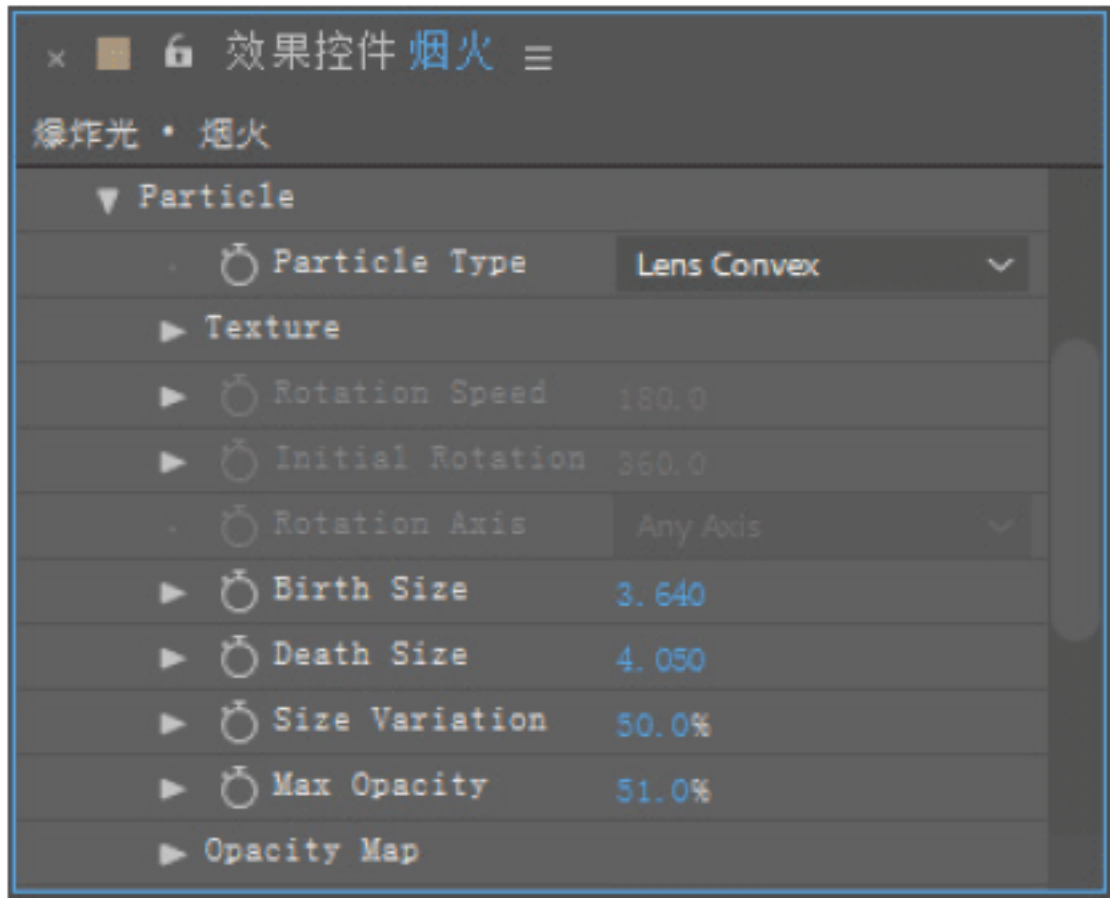 × 效果控件 烟火 ≡
爆炸光 • 烟火
Particle
Particle Type Lens Convex
Texture
Rotation Speed 180.0
Initial Rotation 360.0
Rotation Axis Any Axis
Birth Size 3.640
Death Size 4.050
Size Variation 50.0%
Max Opacity 51.0%
Opacity Map